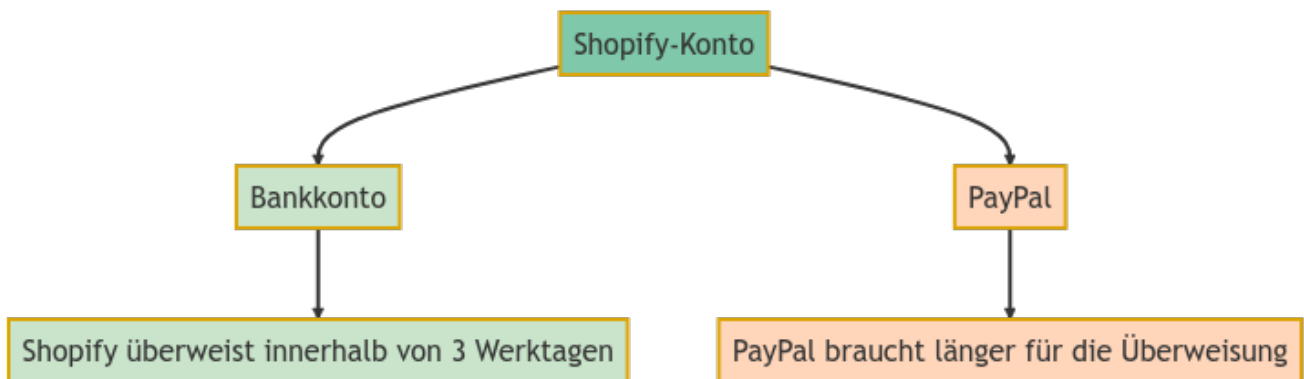 Shopify-Konto
Bankkonto
PayPal
Shopify überweist innerhalb von 3 Werktagen
PayPal braucht länger für die Überweisung